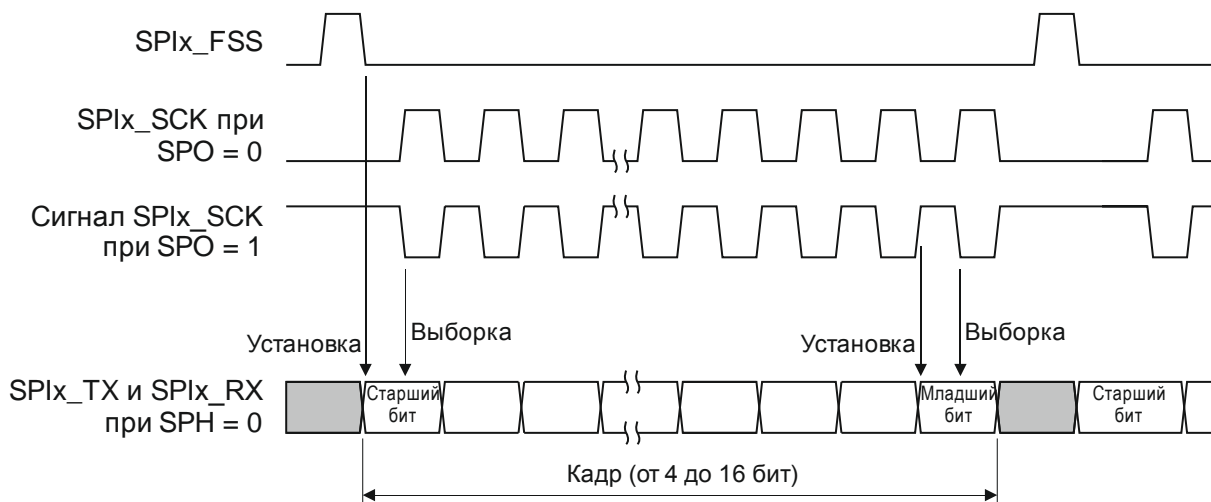 SPIx_FSS
SPIx_SCK при
SPO = 0
Сигнал SPIx_SCK
при SPO = 1
Установка
Выборка
Установка
Выборка
SPIx_TX и SPIx_RX
при SPH = 0
Старший
бит
Младший
бит
Старший
бит
Кадр (от 4 до 16 бит)